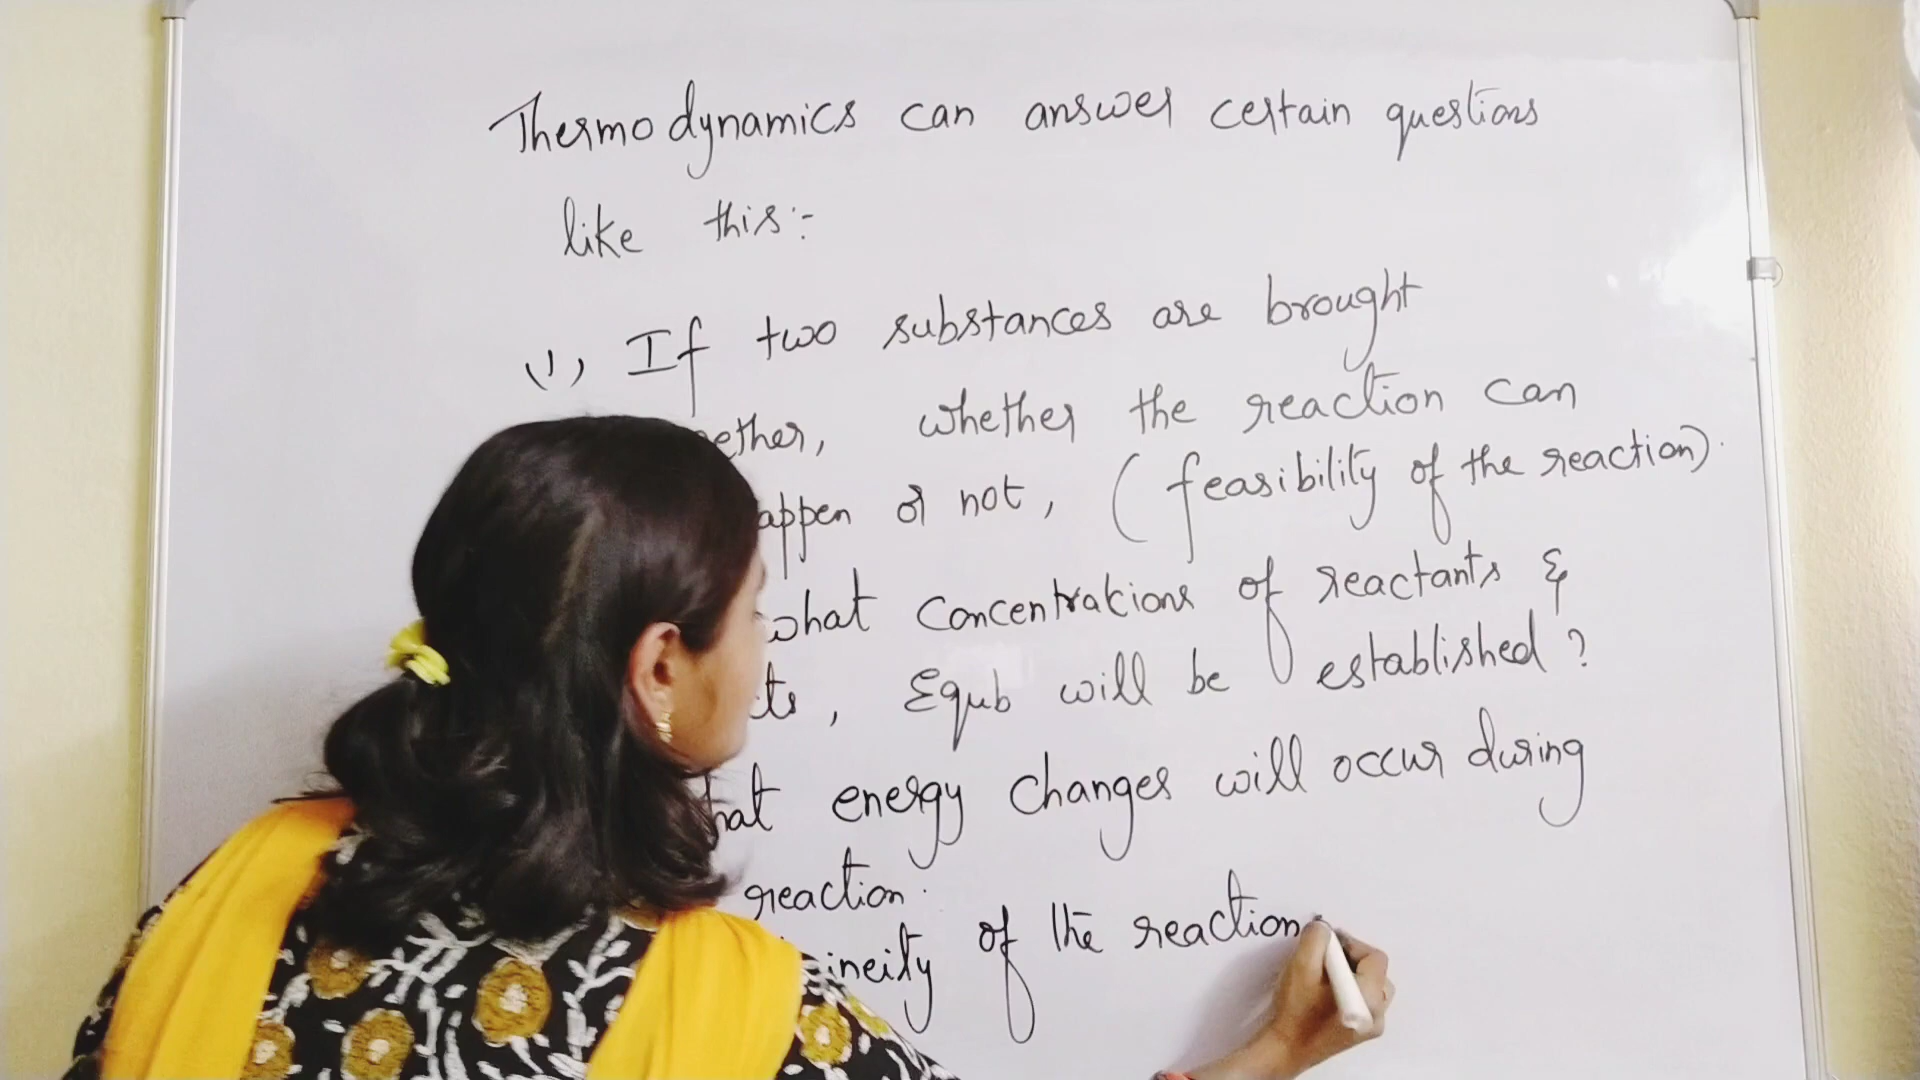 Thermodynamics can answer certain questions
like this:-
(1), If two substances are brought
ether, whether the reaction can
appen or not, (feasibility of the reaction).
what concentrations of reactants &
ts, Equb will be established?
hat energy changes will occur during
reaction.
ineity of the reaction